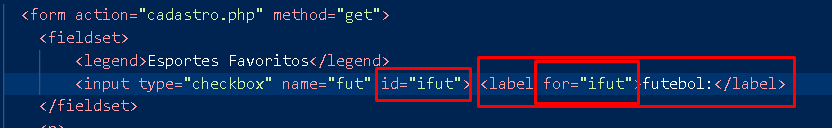 <form action="cadastro.php" method="get">
<fieldset>
<legend>Esportes Favoritos</legend>
<input type="checkbox" name="fut" id="ifut"> <label for="ifut">futebol:</label>
</fieldset>